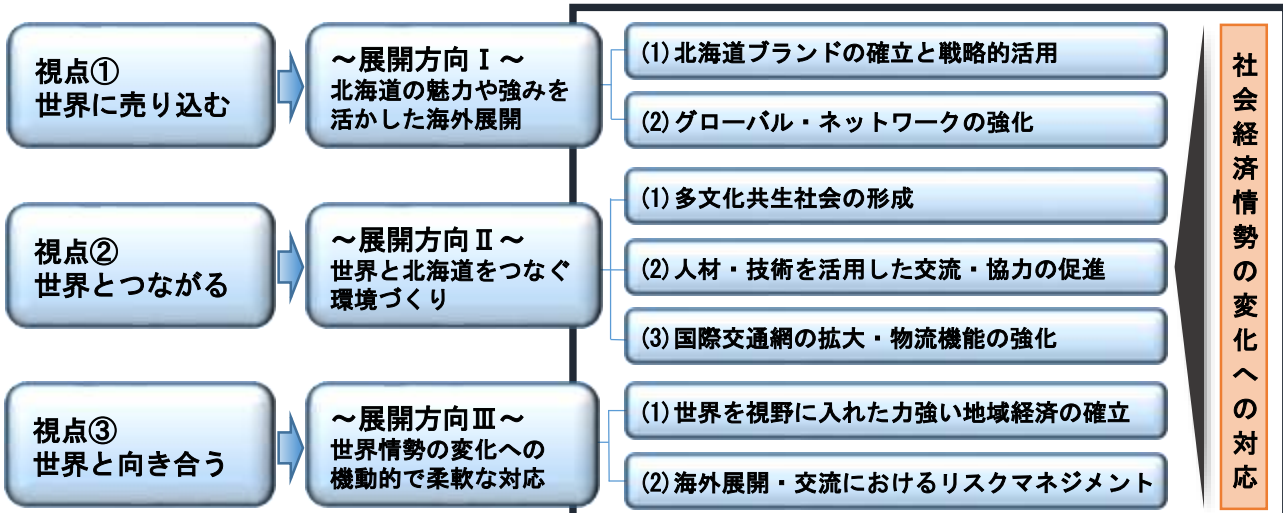 視点①
世界に売り込む
～展開方向Ⅰ～
北海道の魅力や強みを
活かした海外展開
(1)北海道ブランドの確立と戦略的活用
(2)グローバル・ネットワークの強化
視点②
世界とつながる
～展開方向Ⅱ～
世界と北海道をつなぐ
環境づくり
(1)多文化共生社会の形成
(2)人材・技術を活用した交流・協力の促進
(3)国際交通網の拡大・物流機能の強化
視点③
世界と向き合う
～展開方向Ⅲ～
世界情勢の変化への
機動的で柔軟な対応
(1)世界を視野に入れた力強い地域経済の確立
(2)海外展開・交流におけるリスクマネジメント
社会経済情勢の変化への対応